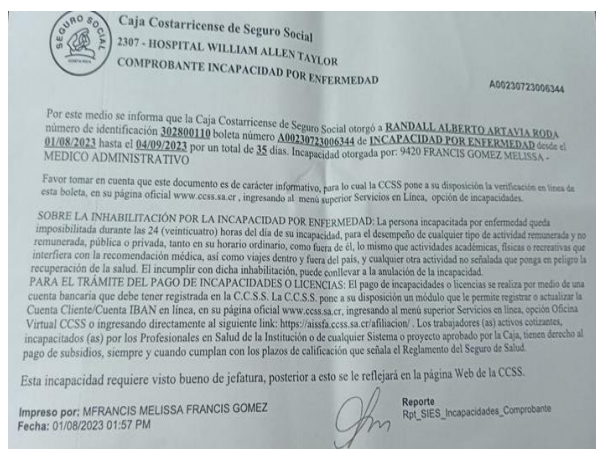 SEGURO SOCIAL
Caja Costarricense de Seguro Social
2307 - HOSPITAL WILLIAM ALLEN TAYLOR
COMPROBANTE INCAPACIDAD POR ENFERMEDAD
A00230723006344
Por este medio se informa que la Caja Costarricense de Seguro Social otorgó a RANDALL ALBERTO ARTAVIA RODA
número de identificación 302800110 boleta número A00230723006344 de INCAPACIDAD POR ENFERMEDAD desde el
01/08/2023 hasta el 04/09/2023 por un total de 35 dias. Incapacidad otorgada por: 9420 FRANCIS GOMEZ MELISSA -
MEDICO ADMINISTRATIVO
Favor tomar en cuenta que este documento es de carácter informativo, para lo cual la CCSS pone a su disposición la verificación en línea de
esta boleta, en su página oficial www.ccss.sa.cr, ingresando al menú superior Servicios en Línea, opción de incapacidades.
SOBRE LA INHABILITACIÓN POR LA INCAPACIDAD POR ENFERMEDAD: La persona incapacitada por enfermedad queda
imposibilitada durante las 24 (veinticuatro) horas del día de su incapacidad, para el desempeño de cualquier tipo de actividad remunerada y no
remunerada, pública o privada, tanto en su horario ordinario, como fuera de él, lo mismo que actividades académicas, físicas o recreativas que
interfiera con la recomendación médica, así como viajes dentro y fuera del país, y cualquier otra actividad no señalada que ponga en peligro la
recuperación de la salud. El incumplir con dicha inhabilitación, puede conllevar a la anulación de la incapacidad.
PARA EL TRÁMITE DEL PAGO DE INCAPACIDADES O LICENCIAS: El pago de incapacidades o licencias se realiza por medio de una
cuenta bancaria que debe tener registrada en la C.C.S.S. La C.C.S.S. pone a su disposición un módulo que le permite registrar o actualizar la
Cuenta Cliente/Cuenta IBAN en línea, en su página oficial www.ccss.sa.cr, ingresando al menú superior Servicios en línea, opción Oficina
Virtual CCSS o ingresando directamente al siguiente link: https://aissfa.ccss.sa.cr/afiliacion/ . Los trabajadores (as) activos cotizantes,
incapacitados (as) por los Profesionales en Salud de la Institución o de cualquier Sistema o proyecto aprobado por la Caja, tienen derecho al
pago de subsidios, siempre y cuando cumplan con los plazos de calificación que señala el Reglamento del Seguro de Salud.
Esta incapacidad requiere visto bueno de jefatura, posterior a esto se le reflejará en la página Web de la CCSS.
Impreso por: MFRANCIS MELISSA FRANCIS GOMEZ
Fecha: 01/08/2023 01:57 PM
Reporte
Rpt_SIES_Incapacidades_Comprobante